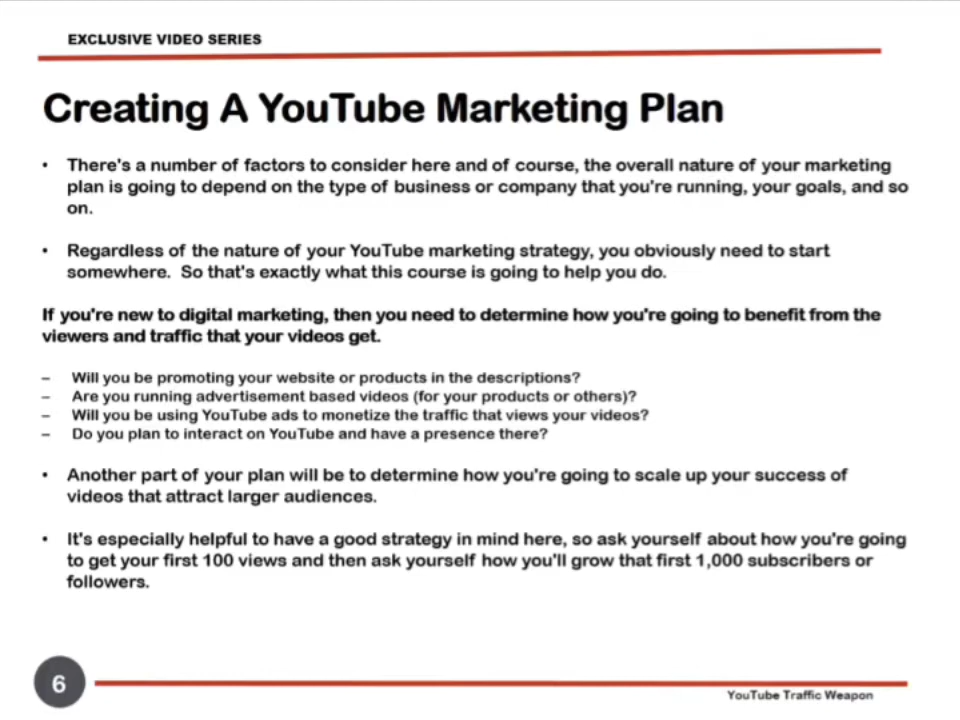 EXCLUSIVE VIDEO SERIES
Creating A YouTube Marketing Plan
• There's a number of factors to consider here and of course, the overall nature of your marketing
plan is going to depend on the type of business or company that you're running, your goals, and so
on.
• Regardless of the nature of your YouTube marketing strategy, you obviously need to start
somewhere. So that's exactly what this course is going to help you do.
If you're new to digital marketing, then you need to determine how you're going to benefit from the
viewers and traffic that your videos get.
– Will you be promoting your website or products in the descriptions?
– Are you running advertisement based videos (for your products or others)?
– Will you be using YouTube ads to monetize the traffic that views your videos?
– Do you plan to interact on YouTube and have a presence there?
• Another part of your plan will be to determine how you're going to scale up your success of
videos that attract larger audiences.
• It's especially helpful to have a good strategy in mind here, so ask yourself about how you're going
to get your first 100 views and then ask yourself how you'll grow that first 1,000 subscribers or
followers.
6
YouTube Traffic Weapon